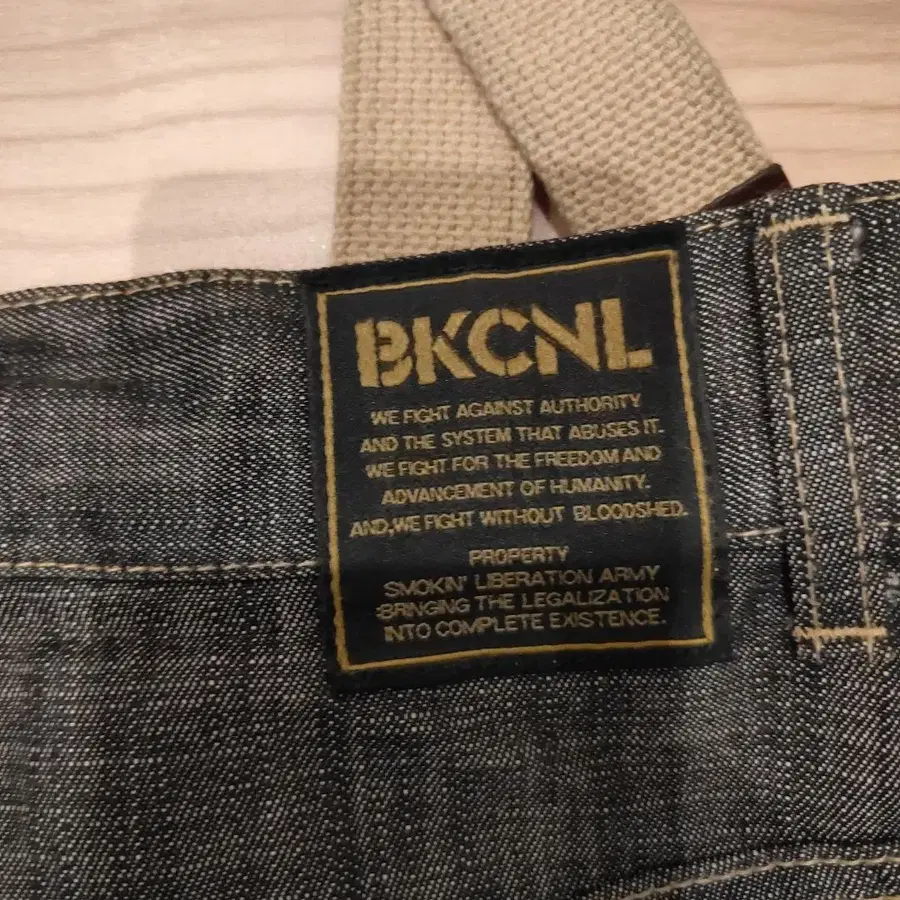 BKCNL
WE FIGHT AGAINST AUTHORITY
AND THE SYSTEM THAT ABUSES IT.
WE FIGHT FOR THE FREEDOM AND
ADVANCEMENT OF HUMANITY.
AND,WE FIGHT WITHOUT BLOODSHED.
PROPERTY
SMOKIN' LIBERATION ARMY
BRINGING THE LEGALIZATION
INTO COMPLETE EXISTENCE.